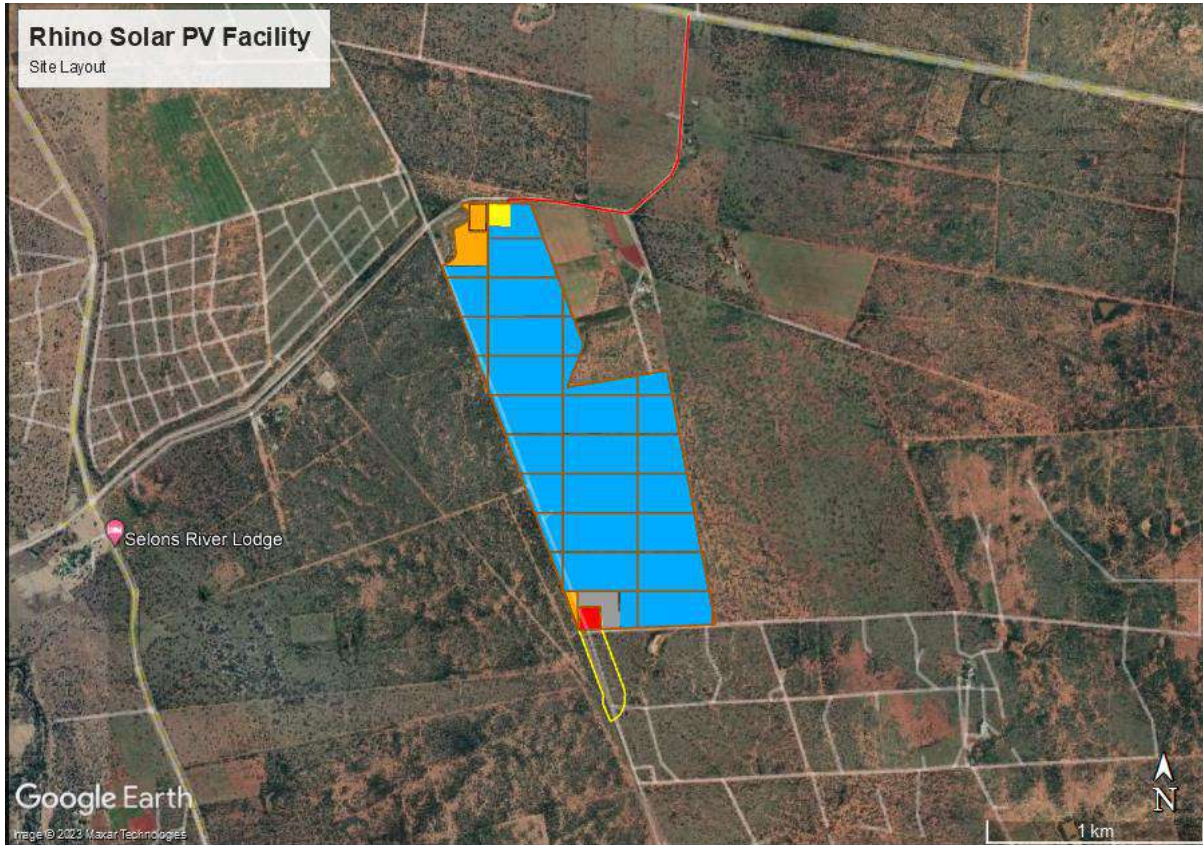 Rhino Solar PV Facility
Site Layout
Selons River Lodge
Google Earth
Image © 2023 Maxar Technologies
N
1 km